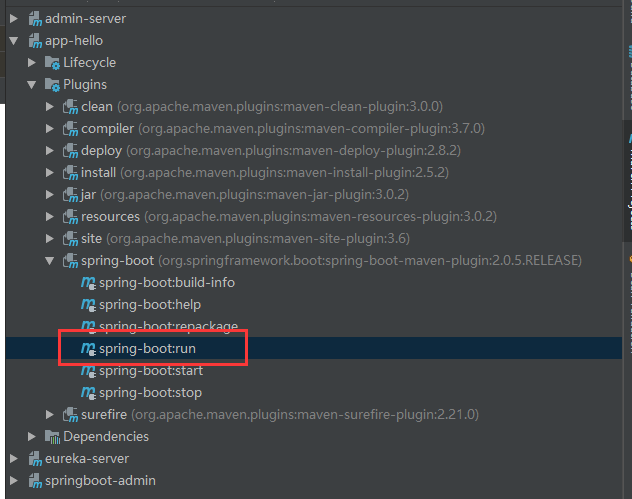 admin-server
app-hello
Lifecycle
Plugins
clean (org.apache.maven.plugins:maven-clean-plugin:3.0.0)
compiler (org.apache.maven.plugins:maven-compiler-plugin:3.7.0)
deploy (org.apache.maven.plugins:maven-deploy-plugin:2.8.2)
install (org.apache.maven.plugins:maven-install-plugin:2.5.2)
jar (org.apache.maven.plugins:maven-jar-plugin:3.0.2)
resources (org.apache.maven.plugins:maven-resources-plugin:3.0.2)
site (org.apache.maven.plugins:maven-site-plugin:3.6)
spring-boot (org.springframework.boot:spring-boot-maven-plugin:2.0.5.RELEASE)
spring-boot:build-info
spring-boot:help
spring-boot:repackage
spring-boot:run
spring-boot:start
spring-boot:stop
surefire (org.apache.maven.plugins:maven-surefire-plugin:2.21.0)
Dependencies
eureka-server
springboot-admin